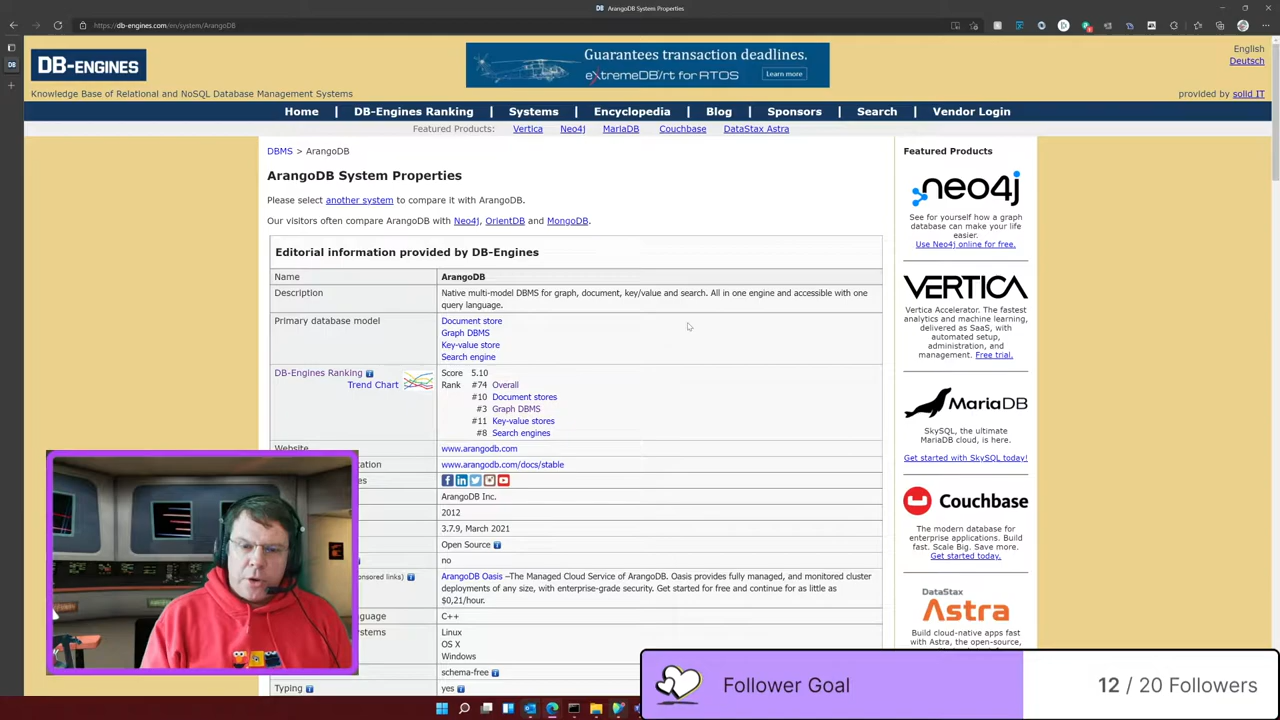 ArangoDB System Properties
https://db-engines.com/en/system/ArangoDB
DB-ENGINES
Guarantees transaction deadlines.
eXtremeDB/rt for RTOS
Learn more
English
Deutsch
Knowledge Base of Relational and NoSQL Database Management Systems
provided by solid IT
Home | DB-Engines Ranking | Systems | Encyclopedia | Blog | Sponsors | Search | Vendor Login
Featured Products: Vertica Neo4j MariaDB Couchbase DataStax Astra
DBMS > ArangoDB
ArangoDB System Properties
Please select another system to compare it with ArangoDB.
Our visitors often compare ArangoDB with Neo4j, OrientDB and MongoDB.
Editorial information provided by DB-Engines
Name ArangoDB
Description Native multi-model DBMS for graph, document, key/value and search. All in one engine and accessible with one
query language.
Primary database model Document store
Graph DBMS
Key-value store
Search engine
DB-Engines Ranking Score 5.10
Trend Chart Rank #74 Overall
#10 Document stores
#3 Graph DBMS
#11 Key-value stores
#8 Search engines
Website www.arangodb.com
www.arangodb.com/docs/stable
ArangoDB Inc.
2012
3.7.9, March 2021
Open Source
no
ArangoDB Oasis –The Managed Cloud Service of ArangoDB. Oasis provides fully managed, and monitored cluster
deployments of any size, with enterprise-grade security. Get started for free and continue for as little as
$0,21/hour.
C++
Linux
OS X
Windows
schema-free
Typing yes
Featured Products
neo4j
See for yourself how a graph
database can make your life
easier.
Use Neo4j online for free.
VERTICA
Vertica Accelerator. The fastest
analytics and machine learning,
delivered as SaaS, with
automated setup,
administration, and
management. Free trial.
MariaDB
SkySQL, the ultimate
MariaDB cloud, is here.
Get started with SkySQL today!
Couchbase
The modern database for
enterprise applications. Build
fast. Scale Big. Save more.
Get started today.
DataStax
Astra
Build cloud-native apps fast
with Astra, the open-source,
Follower Goal
12 / 20 Followers